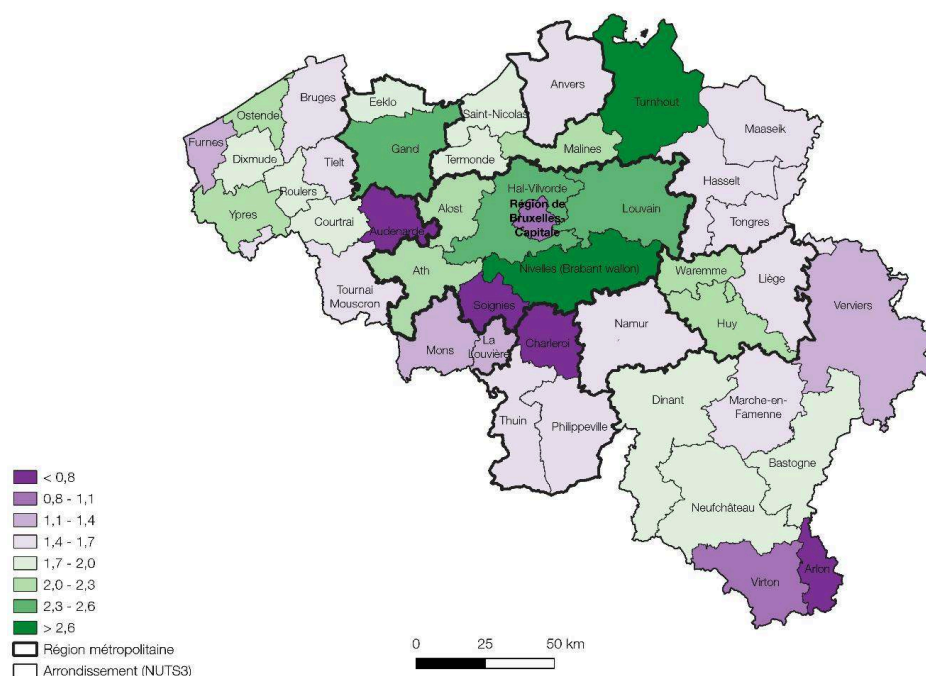 Anvers
Turnhout
Bruges
Eeklo
Ostende
Saint-Nicolas
Maaseik
Furnes
Gand
Malines
Dixmude
Tielt
Termonde
Roulers
Hal-Vilvorde
Hasselt
Ypres
Courtrai
Alost
Région de
Bruxelles-
Capitale
Louvain
Tongres
Audenarde
Ath
Nivelles (Brabant wallon)
Waremme
Liège
Tournai
Mouscron
Soignies
Verviers
Namur
Huy
Mons
La
Louvière
Charleroi
Dinant
Marche-en-
Famenne
Thuin
Philippeville
Bastogne
Neufchâteau
Virton
Arlon
< 0,8
0,8 - 1,1
1,1 - 1,4
1,4 - 1,7
1,7 - 2,0
2,0 - 2,3
2,3 - 2,6
> 2,6
Région métropolitaine
Arrondissement (NUTS3)
0 25 50 km